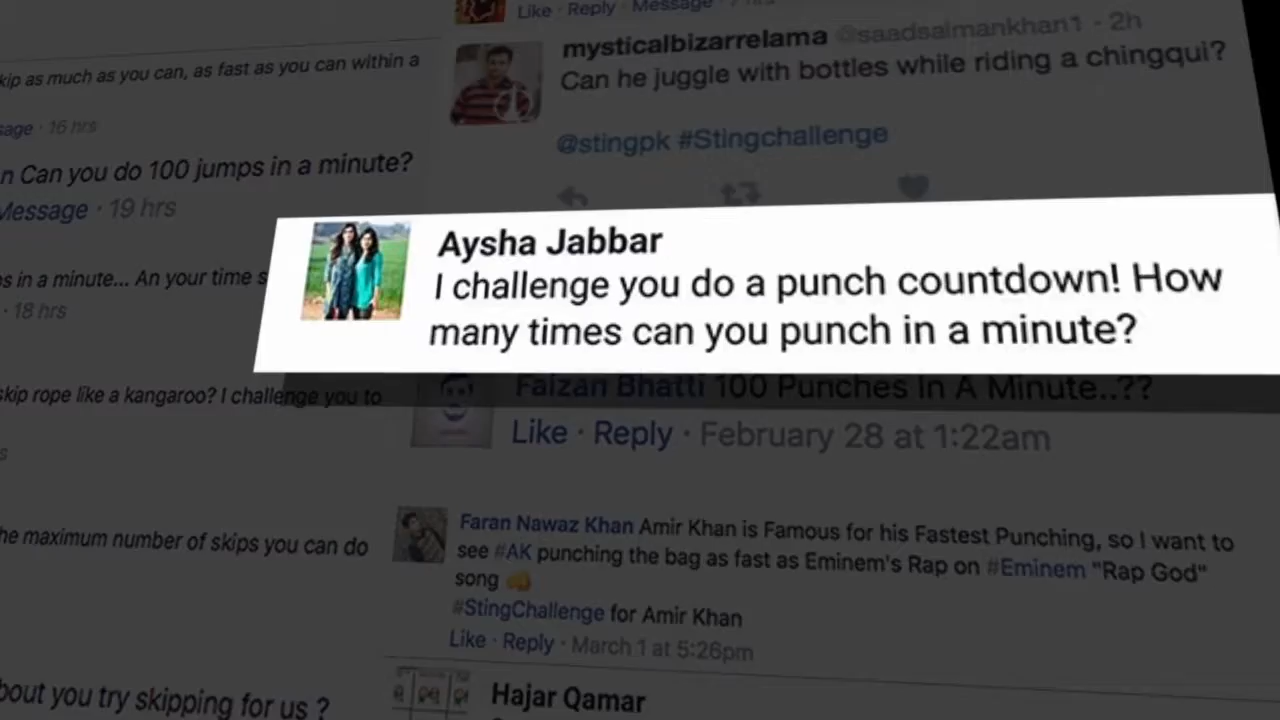 Like · Reply · Message · 7 hrs
mysticalbizarrelama @saadsalmankhan1 - 2h
Can he juggle with bottles while riding a chingqui?
@stingpk #Stingchallenge
kip as much as you can, as fast as you can within a
sage · 16 hrs
n Can you do 100 jumps in a minute?
Message · 19 hrs
ps in a minute... An your time s
· 18 hrs
skip rope like a kangaroo? I challenge you to
s
he maximum number of skips you can do
bout you try skipping for us ?
Aysha Jabbar
I challenge you do a punch countdown! How
many times can you punch in a minute?
Faizan Bhatti 100 Punches In A Minute..??
Like · Reply · February 28 at 1:22am
Faran Nawaz Khan Amir Khan is Famous for his Fastest Punching, so I want to
see #AK punching the bag as fast as Eminem's Rap on #Eminem "Rap God"
song 👊
#StingChallenge for Amir Khan
Like · Reply · March 1 at 5:26pm
Hajar Qamar